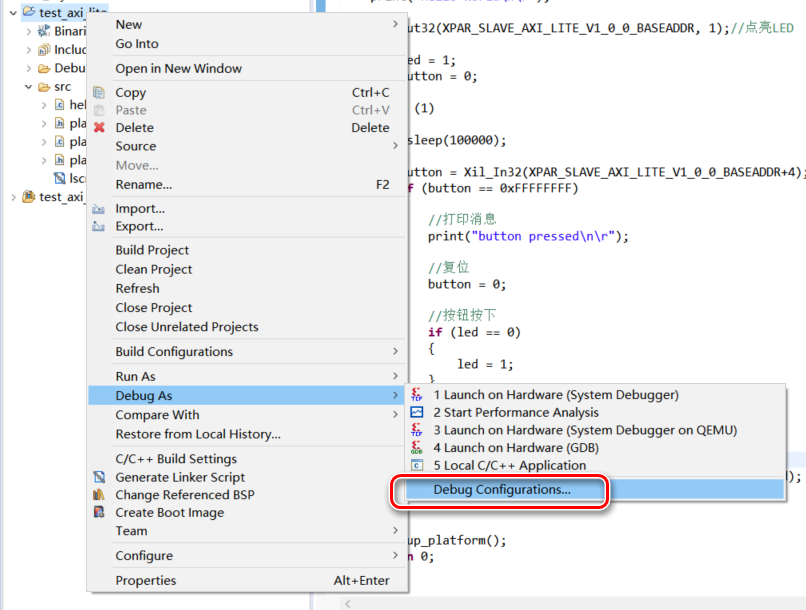 test_axi_lite
Binari
Includ
Debu
src
hel
pla
pla
pla
lsc
test_axi_
New
Go Into
Open in New Window
Copy Ctrl+C
Paste Ctrl+V
Delete Delete
Source
Move...
Rename... F2
Import...
Export...
Build Project
Clean Project
Refresh
Close Project
Close Unrelated Projects
Build Configurations
Run As
Debug As
Compare With
Restore from Local History...
C/C++ Build Settings
Generate Linker Script
Change Referenced BSP
Create Boot Image
Team
Configure
Properties Alt+Enter
1 Launch on Hardware (System Debugger)
2 Start Performance Analysis
3 Launch on Hardware (System Debugger on QEMU)
4 Launch on Hardware (GDB)
5 Local C/C++ Application
Debug Configurations...
ut32(XPAR_SLAVE_AXI_LITE_V1_0_0_BASEADDR, 1);//点亮LED
ed = 1;
utton = 0;
(1)
sleep(100000);
utton = Xil_In32(XPAR_SLAVE_AXI_LITE_V1_0_0_BASEADDR+4);
f (button == 0xFFFFFFFF)
//打印消息
print("button pressed\n\r");
//复位
button = 0;
//按钮按下
if (led == 0)
{
led = 1;
}
);
up_platform();
n 0;